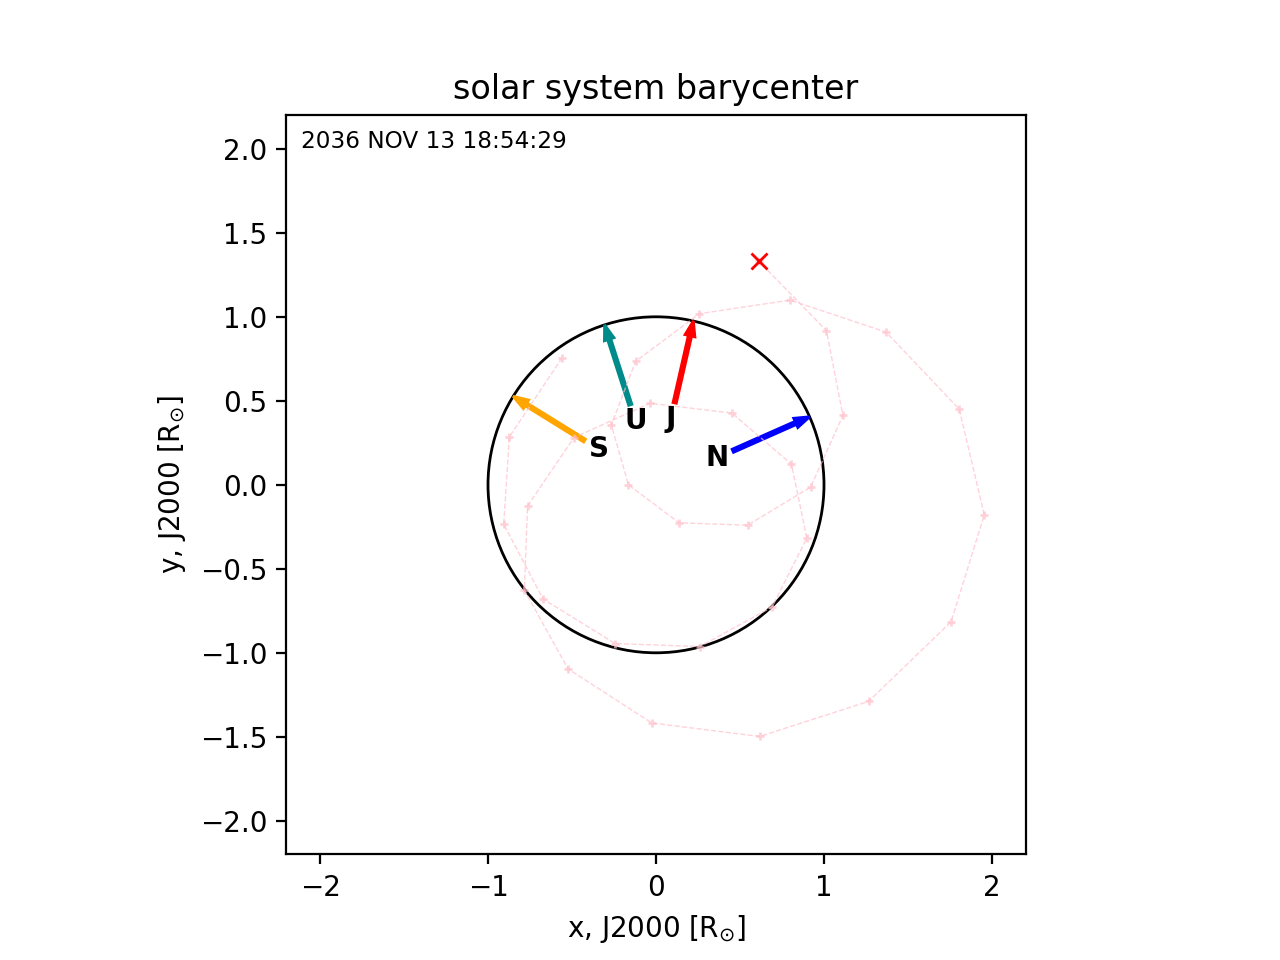 solar system barycenter
2036 NOV 13 18:54:29
2.0
1.5
1.0
0.5
0.0
−0.5
−1.0
−1.5
−2.0
y, J2000 [R☉]
S
U
J
N
−2
−1
0
1
2
x, J2000 [R☉]